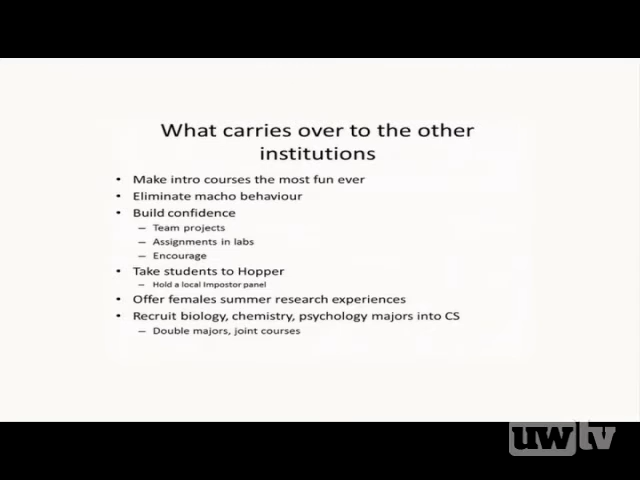 What carries over to the other
institutions
• Make intro courses the most fun ever
• Eliminate macho behaviour
• Build confidence
– Team projects
– Assignments in labs
– Encourage
• Take students to Hopper
– Hold a local Impostor panel
• Offer females summer research experiences
• Recruit biology, chemistry, psychology majors into CS
– Double majors, joint courses
uwtv